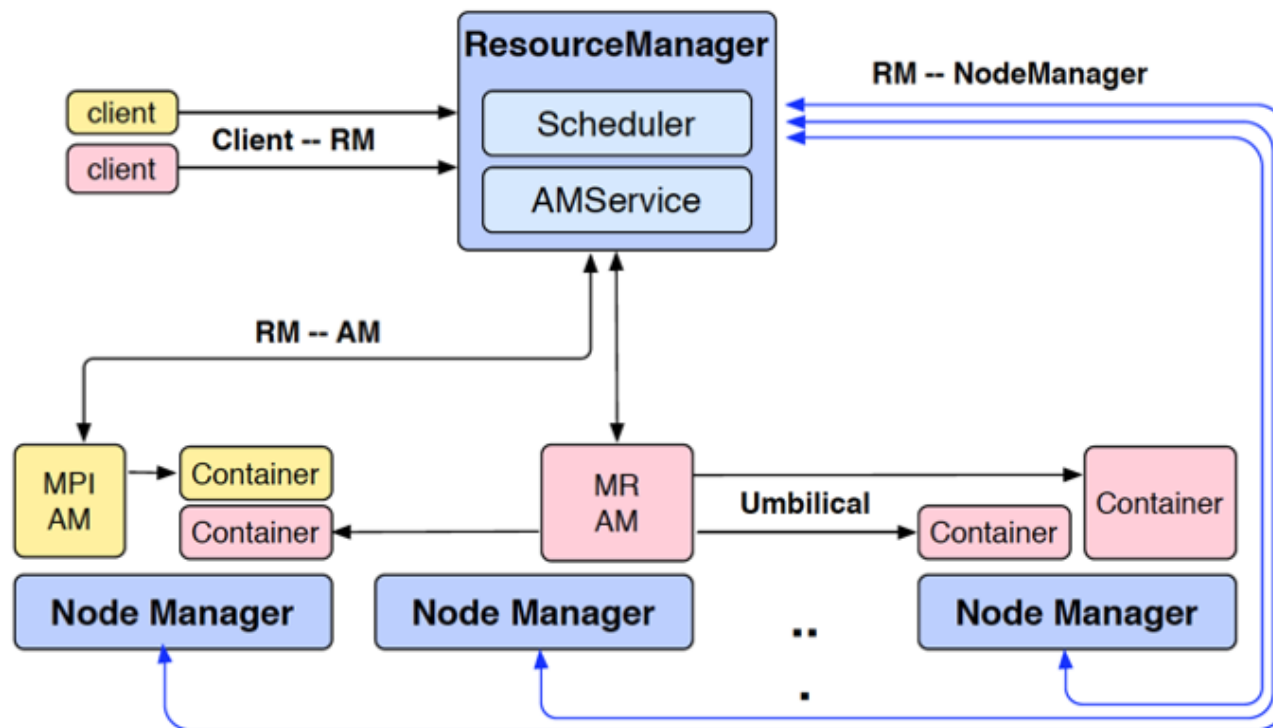 ResourceManager
RM -- NodeManager
client
Scheduler
Client -- RM
client
AMService
RM -- AM
MPI
AM
Container
Container
MR
AM
Umbilical
Container
Container
Node Manager
Node Manager
..
.
Node Manager